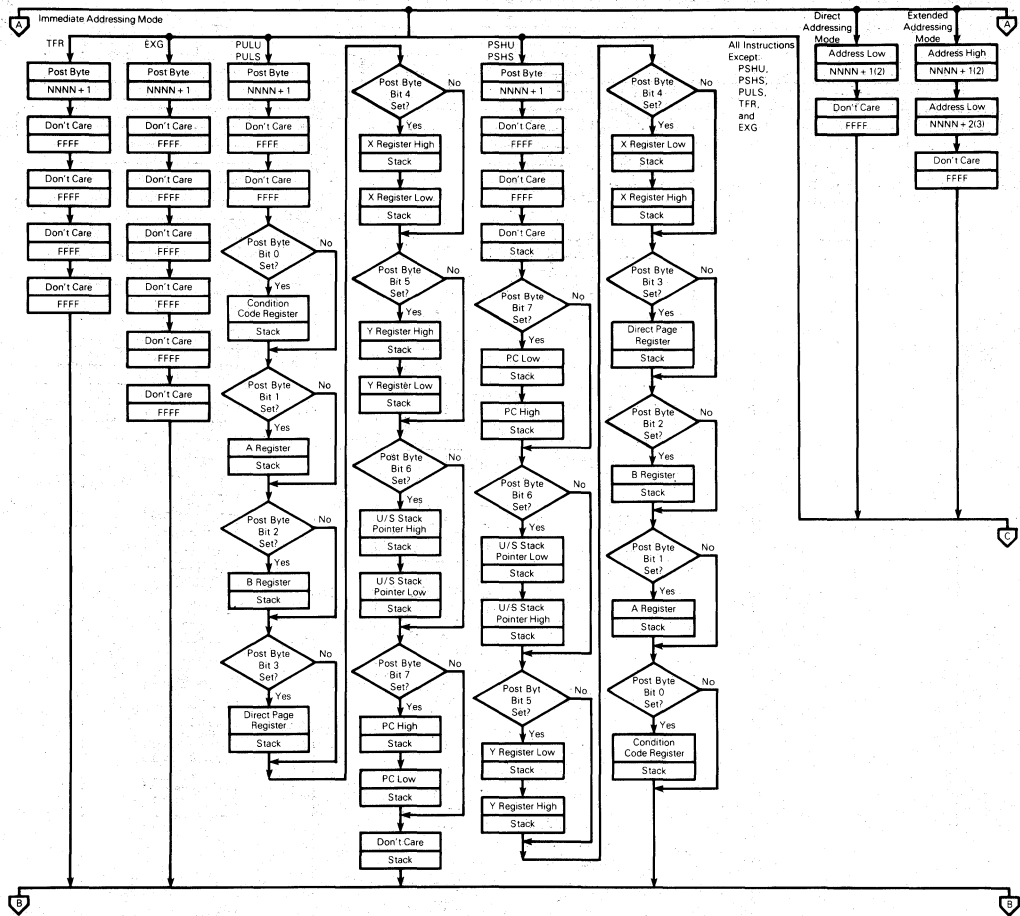 A
Immediate Addressing Mode
A
TFR
Post Byte
NNNN + 1
Don't Care
FFFF
Don't Care
FFFF
Don't Care
FFFF
Don't Care
FFFF
EXG
Post Byte
NNNN + 1
Don't Care
FFFF
Don't Care
FFFF
Don't Care
FFFF
Don't Care
FFFF
Don't Care
FFFF
Don't Care
FFFF
PULU
PULS
Post Byte
NNNN + 1
Don't Care
FFFF
Don't Care
FFFF
Post Byte
Bit 0
Set?
No
Yes
Condition
Code Register
Stack
Post Byte
Bit 1
Set?
No
Yes
A Register
Stack
Post Byte
Bit 2
Set?
No
Yes
B Register
Stack
Post Byte
Bit 3
Set?
No
Yes
Direct Page
Register
Stack
Post Byte
Bit 4
Set?
No
Yes
X Register High
Stack
X Register Low
Stack
Post Byte
Bit 5
Set?
No
Yes
Y Register High
Stack
Y Register Low
Stack
Post Byte
Bit 6
Set?
No
Yes
U/S Stack
Pointer High
Stack
U/S Stack
Pointer Low
Stack
Post Byte
Bit 7
Set?
No
Yes
PC High
Stack
PC Low
Stack
Don't Care
Stack
PSHU
PSHS
Post Byte
NNNN + 1
Don't Care
FFFF
Don't Care
FFFF
Don't Care
Stack
Post Byte
Bit 7
Set?
No
Yes
PC Low
Stack
PC High
Stack
Post Byte
Bit 6
Set?
No
Yes
U/S Stack
Pointer Low
Stack
U/S Stack
Pointer High
Stack
Post Byt
Bit 5
Set?
No
Yes
Y Register Low
Stack
Y Register High
Stack
Post Byte
Bit 4
Set?
No
Yes
X Register Low
Stack
X Register High
Stack
Post Byte
Bit 3
Set?
No
Yes
Direct Page
Register
Stack
Post Byte
Bit 2
Set?
No
Yes
B Register
Stack
Post Byte
Bit 1
Set?
No
Yes
A Register
Stack
Post Byte
Bit 0
Set?
No
Yes
Condition
Code Register
Stack
All Instructions
Except:
PSHU,
PSHS,
PULS,
TFR,
and
EXG
Direct
Addressing
Mode
Address Low
NNNN + 1(2)
Don't Care
FFFF
Extended
Addressing
Mode
Address High
NNNN + 1(2)
Address Low
NNNN + 2(3)
Don't Care
FFFF
C
B
B